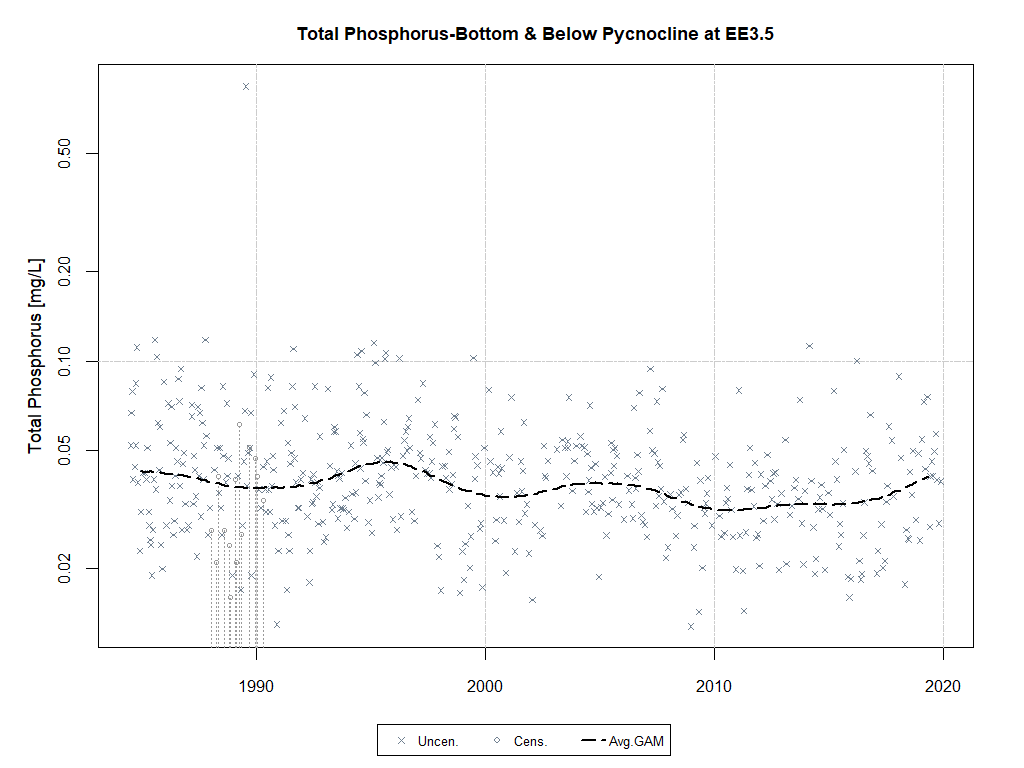 Total Phosphorus-Bottom & Below Pycnocline at EE3.5
Total Phosphorus [mg/L]
0.50
0.20
0.10
0.05
0.02
1990 2000 2010 2020
Uncen. Cens. Avg.GAM